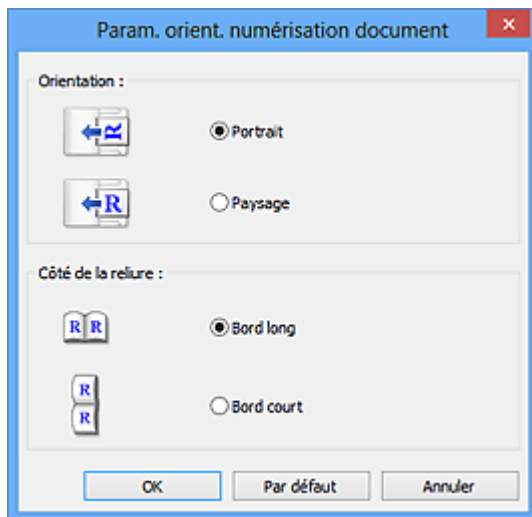 Param. orient. numérisation document
Orientation :
R
Portrait
R
Paysage
Côté de la reliure :
R R
Bord long
R
R
Bord court
OK Par défaut Annuler